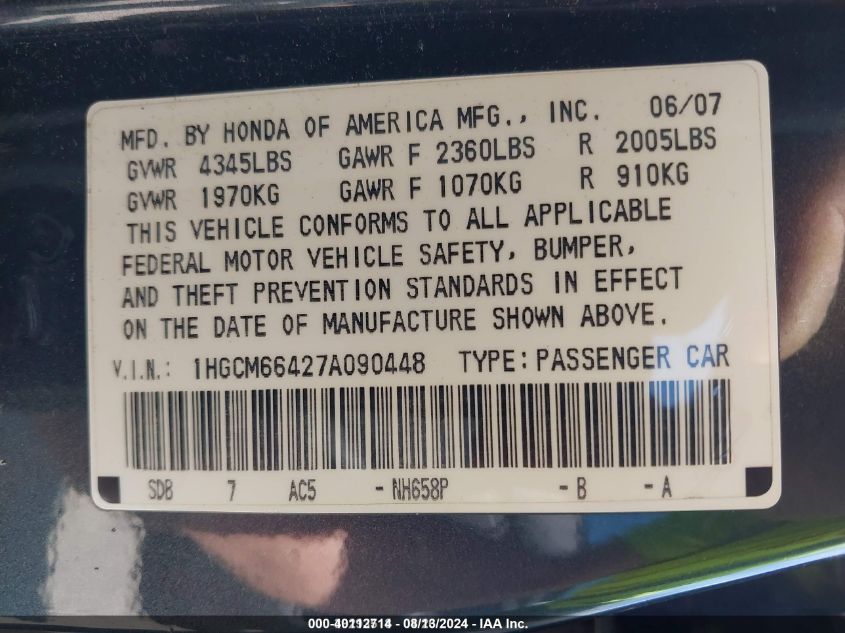 MFD. BY HONDA OF AMERICA MFG., INC. 06/07
GVWR 4345LBS GAWR F 2360LBS R 2005LBS
GVWR 1970KG GAWR F 1070KG R 910KG
THIS VEHICLE CONFORMS TO ALL APPLICABLE
FEDERAL MOTOR VEHICLE SAFETY, BUMPER,
AND THEFT PREVENTION STANDARDS IN EFFECT
ON THE DATE OF MANUFACTURE SHOWN ABOVE.
V.I.N.: 1HGCM66427A090448 TYPE: PASSENGER CAR
SDB 7 AC5 - NH658P - B - A
- IAA Inc.